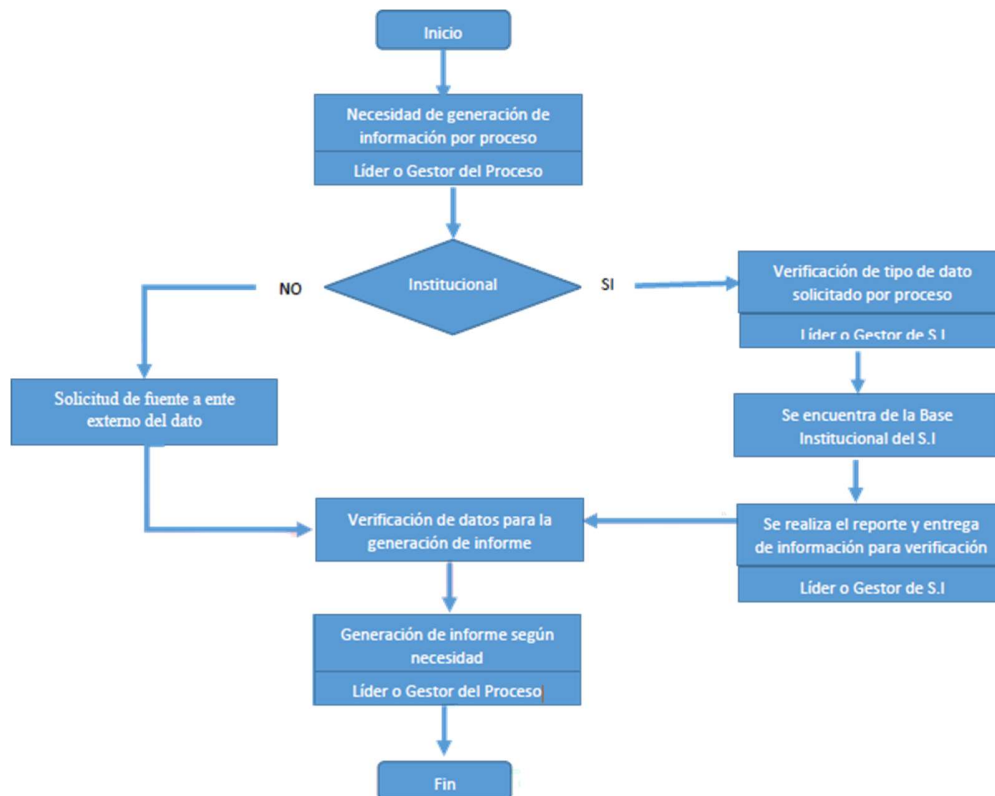 Inicio
Necesidad de generación de
información por proceso
Líder o Gestor del Proceso
Institucional
NO
SI
Verificación de tipo de dato
solicitado por proceso
Líder o Gestor de S.I
Solicitud de fuente a ente
externo del dato
Se encuentra de la Base
Institucional del S.I
Verificación de datos para la
generación de informe
Se realiza el reporte y entrega
de información para verificación
Líder o Gestor de S.I
Generación de informe según
necesidad
Líder o Gestor del Proceso
Fin